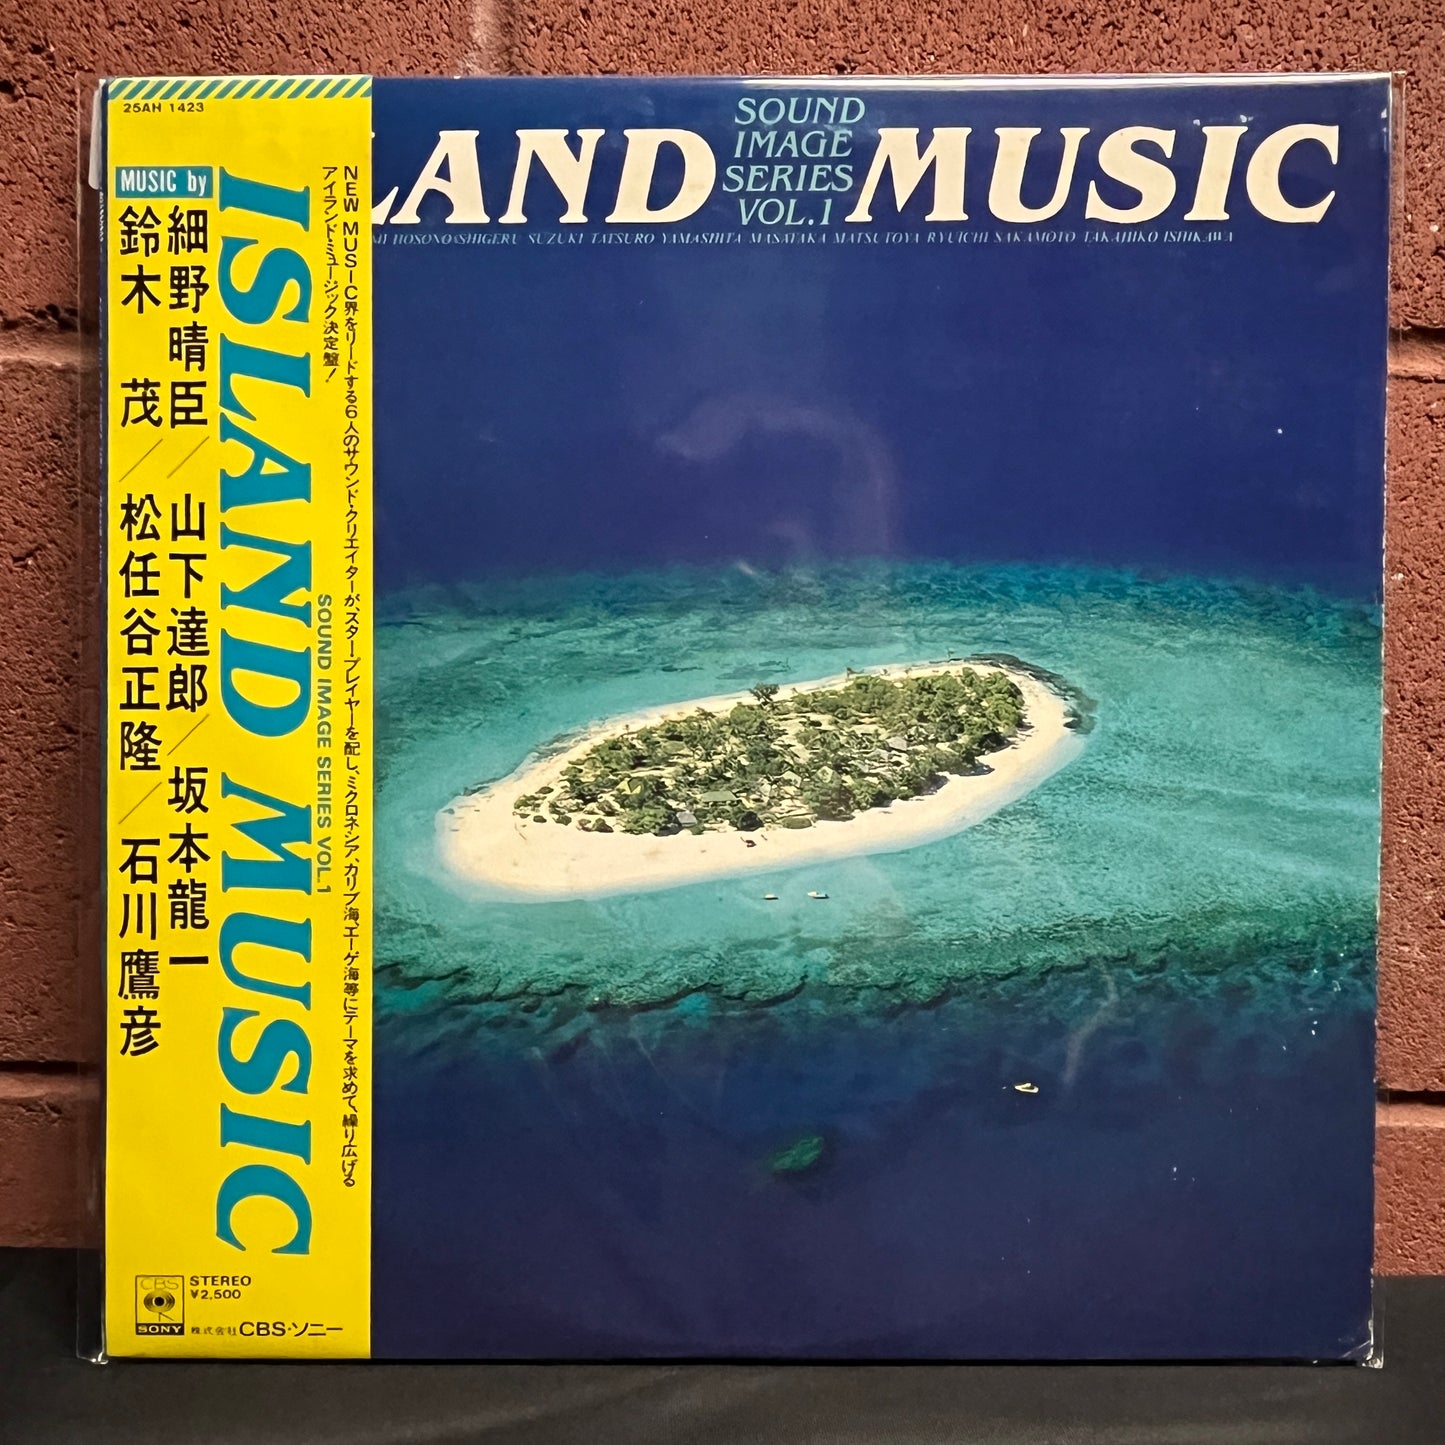 25AH 1423
MUSIC by
細野晴臣／山下達郎／坂本龍一
鈴木 茂／松任谷正隆／石川鷹彦
ISLAND MUSIC
SOUND IMAGE SERIES VOL.1
NEW MUSIC界をリードする6人のサウンド・クリエイターが、スター・プレイヤーを配し、ミクロネシア、カリブ海、エーゲ海等にテーマを求めて、繰り広げる
アイランド・ミュージック決定盤！
CBS
SONY
STEREO
¥2,500
株式会社CBS・ソニー
LAND MUSIC
SOUND
IMAGE
SERIES
VOL.1
MI HOSONO SHIGERU SUZUKI TATSURO YAMASHITA MASATAKA MATSUTOYA RYUICHI SAKAMOTO TAKAHIKO ISHIKAWA